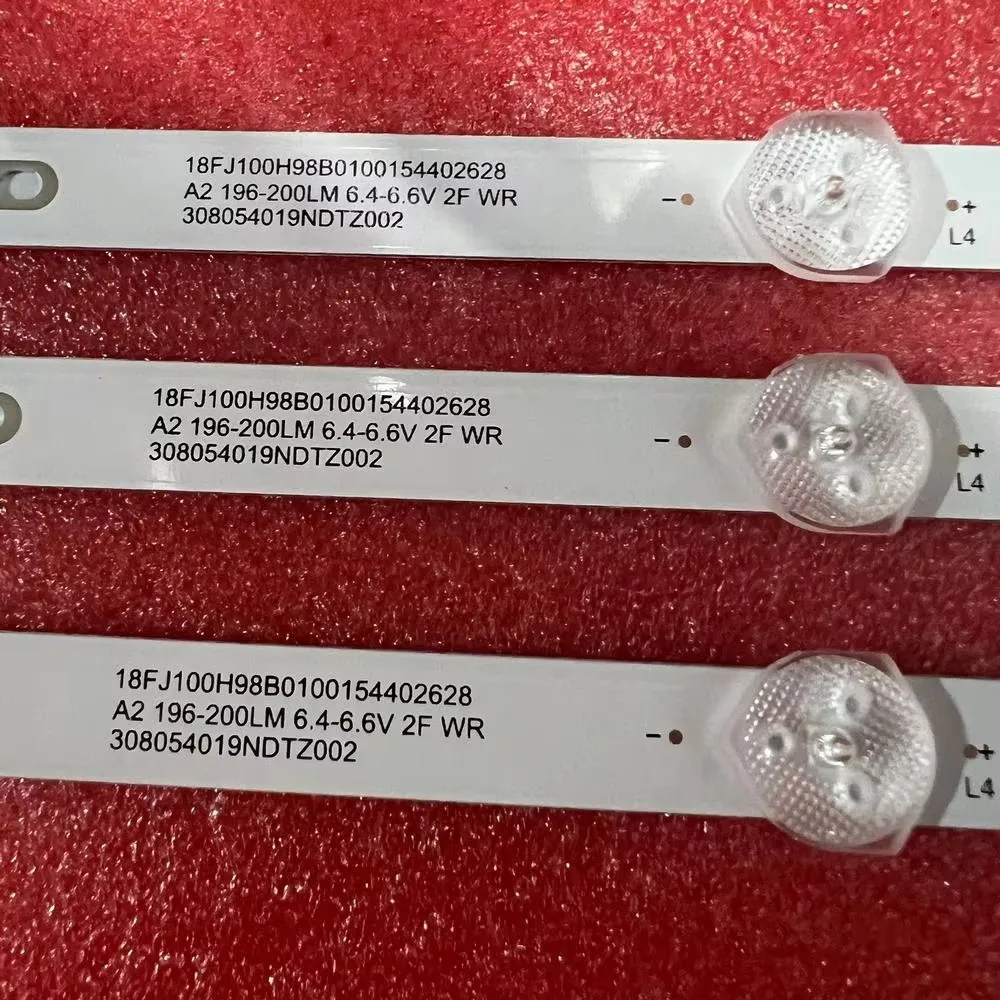 18FJ100H98B0100154402628
A2 196-200LM 6.4-6.6V 2F WR
308054019NDTZ002
- +
L4
18FJ100H98B0100154402628
A2 196-200LM 6.4-6.6V 2F WR
308054019NDTZ002
- +
L4
18FJ100H98B0100154402628
A2 196-200LM 6.4-6.6V 2F WR
308054019NDTZ002
- +
L4